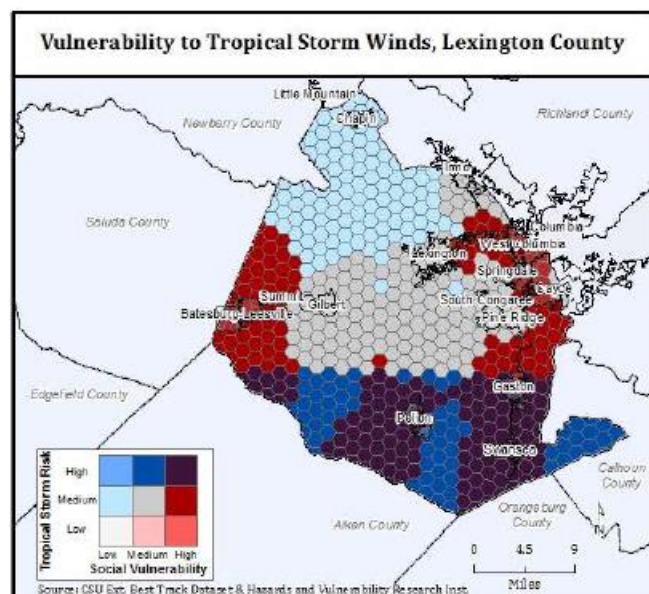 Vulnerability to Tropical Storm Winds, Lexington County
Little Mountain
Chapin
Newberry County
Richland County
Irmo
Saluda County
Columbia
West Columbia
Lexington
Springdale
Cayce
Summit
Gilbert
South Congaree
Batesburg-Leesville
Pine Ridge
Edgefield County
Gaston
Pelion
Swansea
Calhoun
County
Orangeburg
County
Aiken County
N
Tropical Storm Risk
High
Medium
Low
Low Medium High
Social Vulnerability
0 4.5 9
Miles
Source: CSU Ext. Best Track Dataset & Hazards and Vulnerability Research Inst.